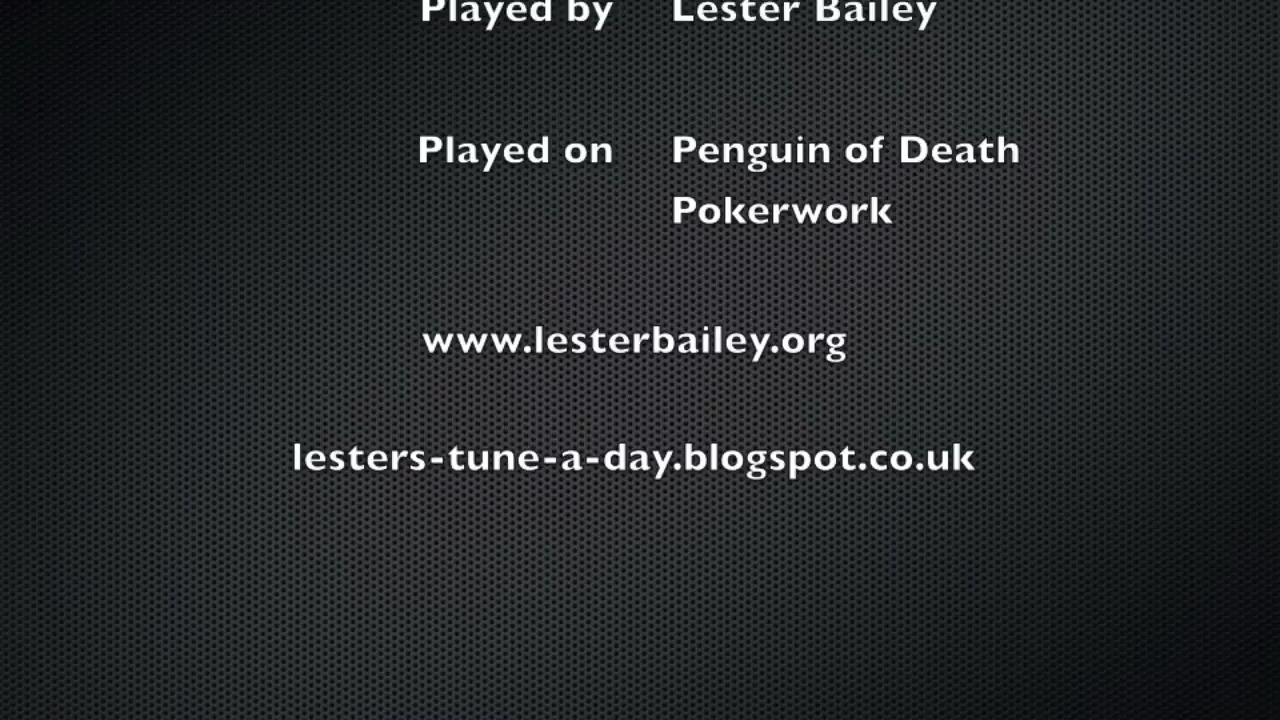 Played by Lester Bailey
Played on Penguin of Death
Pokerwork
www.lesterbailey.org
lesters-tune-a-day.blogspot.co.uk